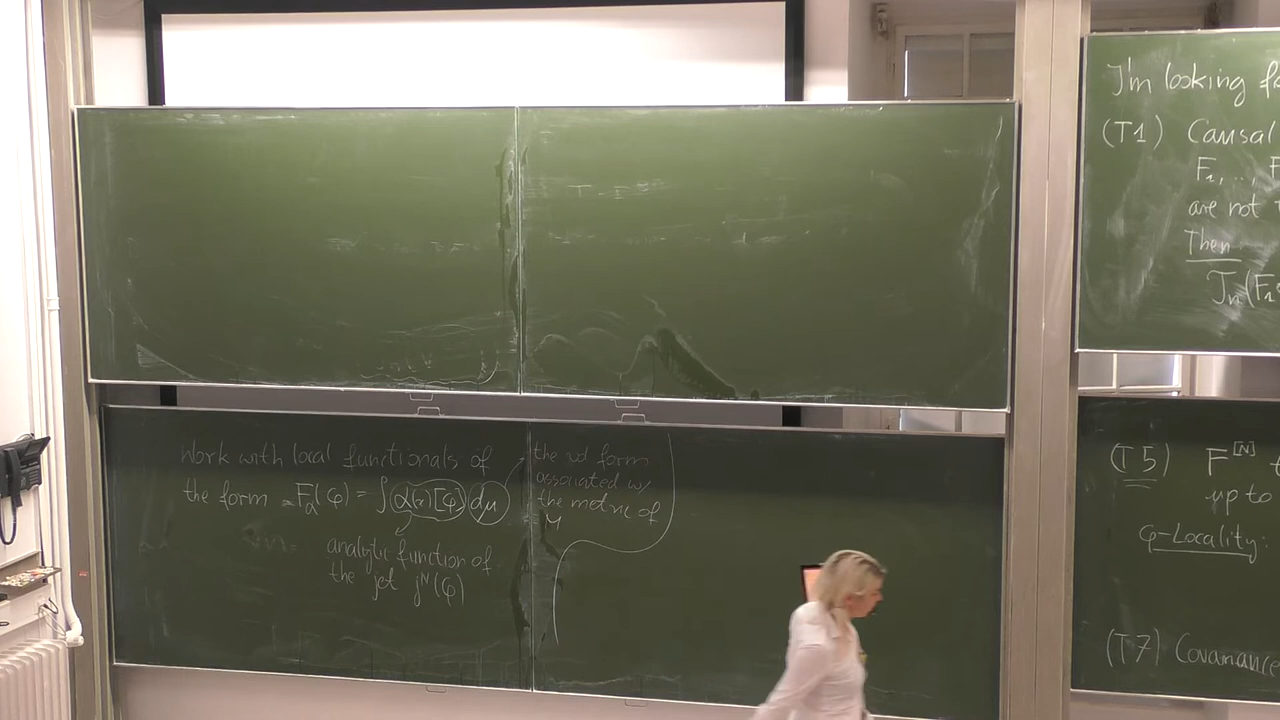 Work with local functionals of
the form F_α(φ) = ∫ α(x)[φ] dμ
analytic function of
the jet j^N(φ)
the vol form
associated w/
the metric of
M
I'm looking fo
(T1) Causal
F₁, .., F
are not
Then
T_n(F₁
(T5) F^[N]
up to
φ-Locality:
(T7) Covariance